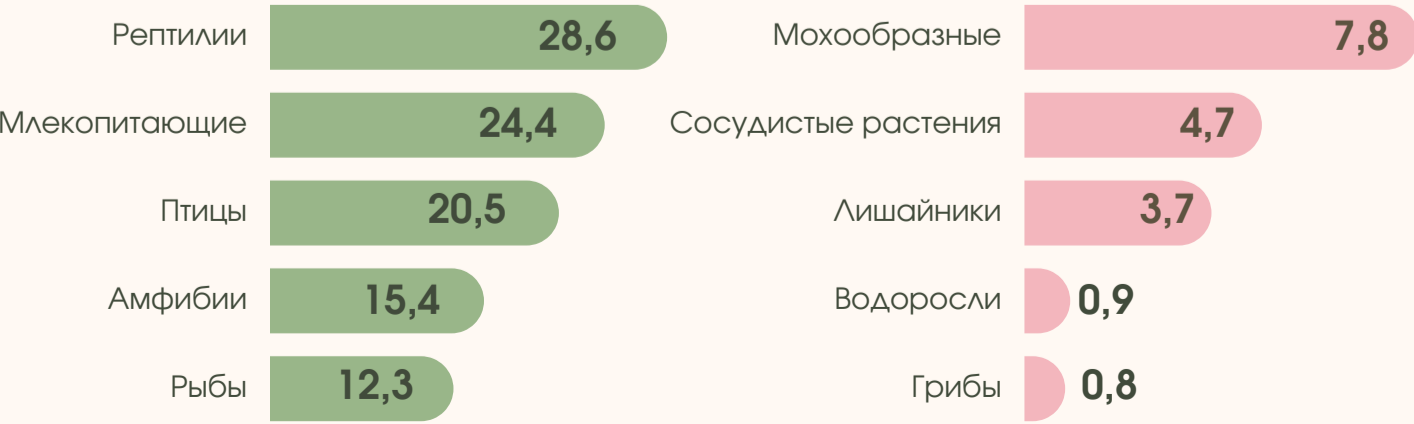 Рептилии 28,6
Млекопитающие 24,4
Птицы 20,5
Амфибии 15,4
Рыбы 12,3
Мохообразные 7,8
Сосудистые растения 4,7
Лишайники 3,7
Водоросли 0,9
Грибы 0,8